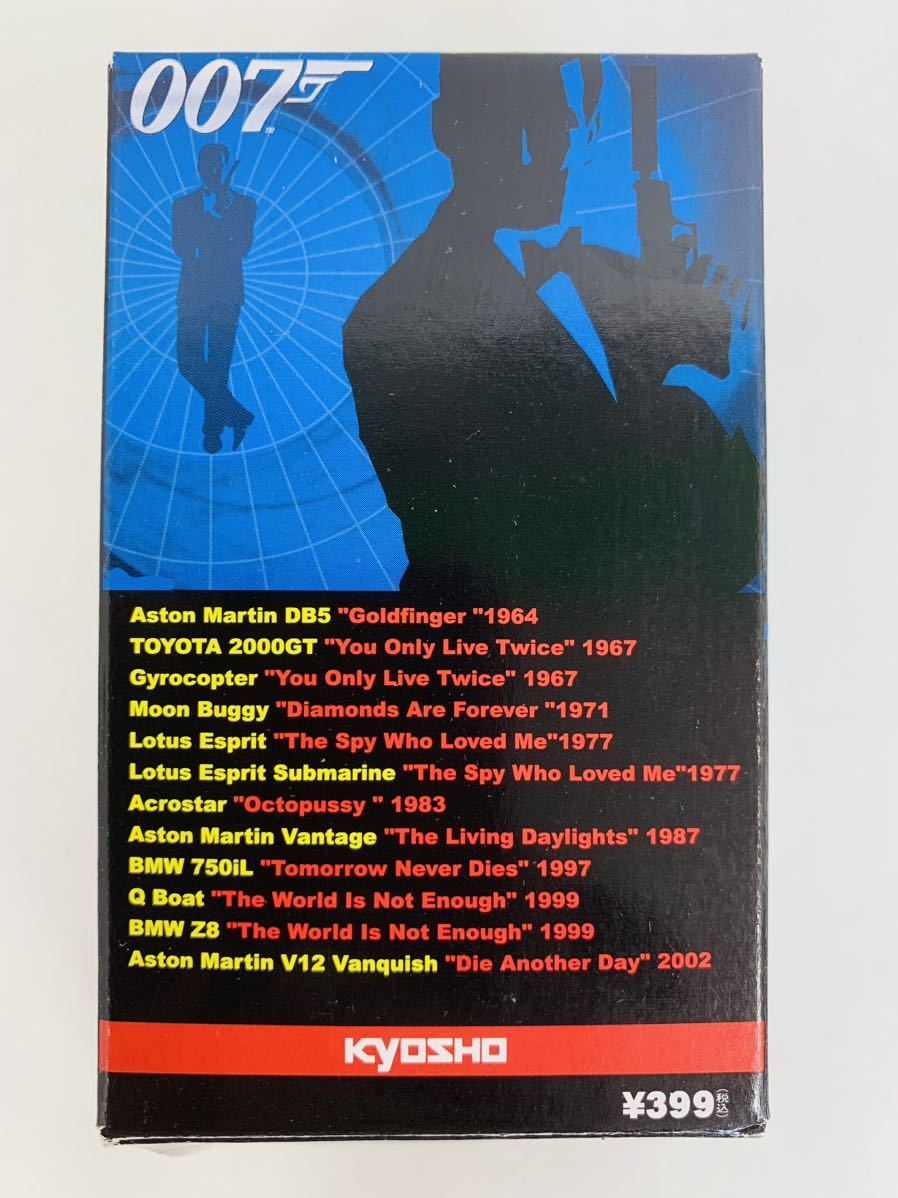 007 TM
Aston Martin DB5 "Goldfinger "1964
TOYOTA 2000GT "You Only Live Twice" 1967
Gyrocopter "You Only Live Twice" 1967
Moon Buggy "Diamonds Are Forever "1971
Lotus Esprit "The Spy Who Loved Me"1977
Lotus Esprit Submarine "The Spy Who Loved Me"1977
Acrostar "Octopussy " 1983
Aston Martin Vantage "The Living Daylights" 1987
BMW 750iL "Tomorrow Never Dies" 1997
Q Boat "The World Is Not Enough" 1999
BMW Z8 "The World Is Not Enough" 1999
Aston Martin V12 Vanquish "Die Another Day" 2002
KYOSHO
¥399(税込)